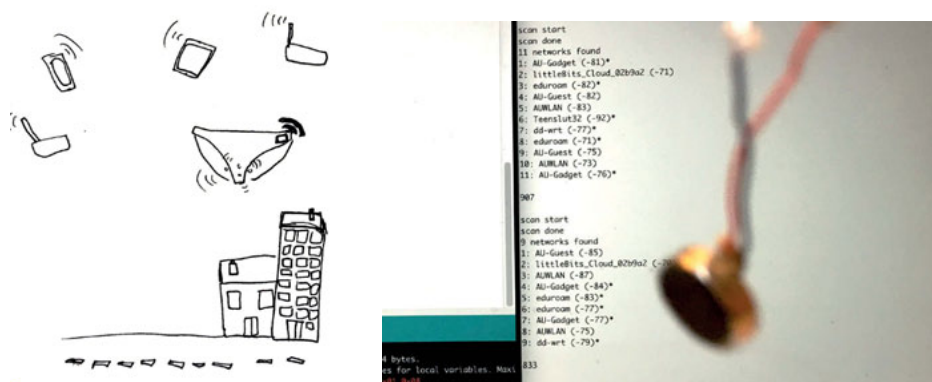 scan start
scan done
11 networks found
1: AU-Gadget (-81)*
2: littleBits_Cloud_02b9a2 (-71)
3: eduroam (-82)*
4: AU-Guest (-82)
5: AUWLAN (-83)
6: Teenslut32 (-92)*
7: dd-wrt (-77)*
8: eduroam (-71)*
9: AU-Guest (-75)
10: AUWLAN (-73)
11: AU-Gadget (-76)*
907
scan start
scan done
9 networks found
1: AU-Guest (-85)
2: littleBits_Cloud_02b9a2
3: AUWLAN (-87)
4: AU-Gadget (-84)*
5: eduroam (-83)*
6: eduroam (-77)*
7: AU-Gadget (-77)*
8: AUWLAN (-75)
9: dd-wrt (-79)*
833
4 bytes.
es for local variables. Maxi